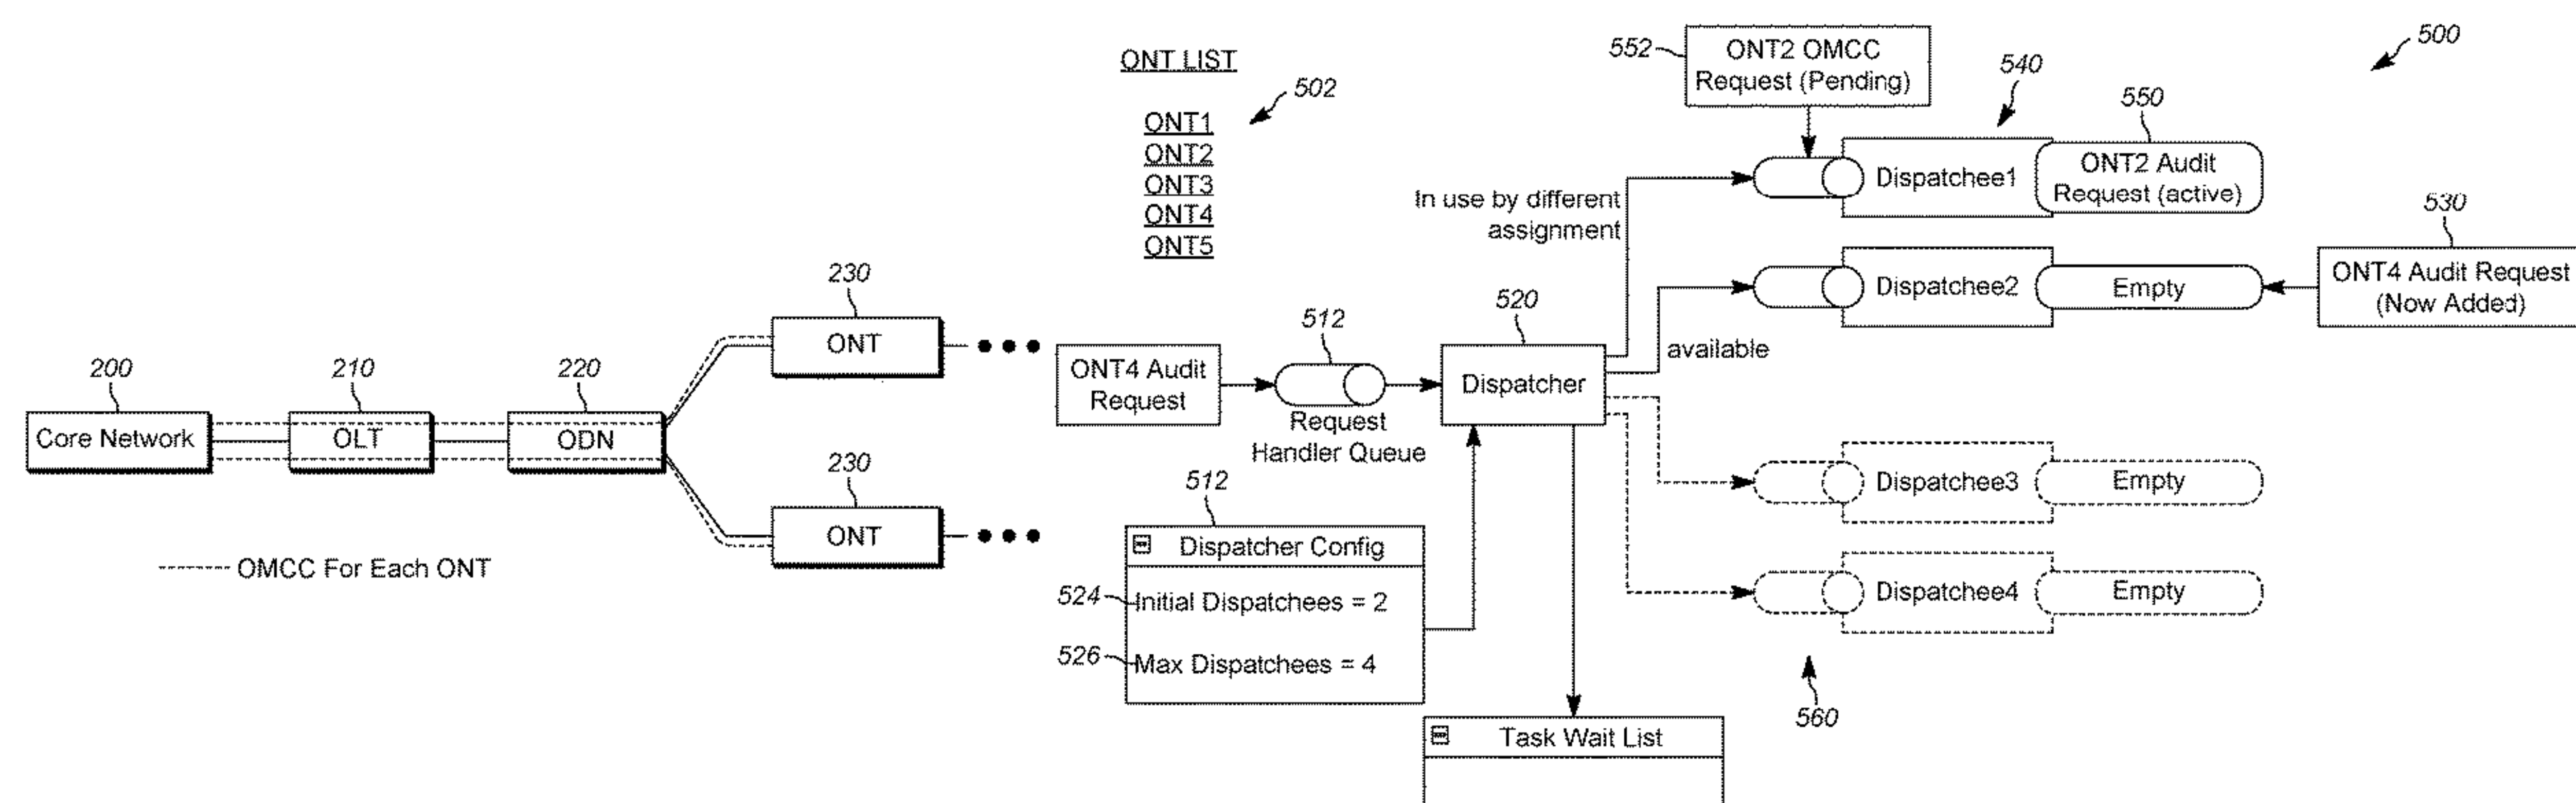 500
ONT LIST
502
ONT1
ONT2
ONT3
ONT4
ONT5
552
ONT2 OMCC
Request (Pending)
540
550
Dispatchee1
ONT2 Audit
Request (active)
In use by different
assignment
530
Dispatchee2
Empty
ONT4 Audit Request
(Now Added)
available
200
Core Network
210
OLT
220
ODN
230
ONT
230
ONT
OMCC For Each ONT
ONT4 Audit
Request
512
Request
Handler Queue
520
Dispatcher
Dispatchee3
Empty
Dispatchee4
Empty
560
512
Dispatcher Config
524
Initial Dispatchees = 2
526
Max Dispatchees = 4
Task Wait List